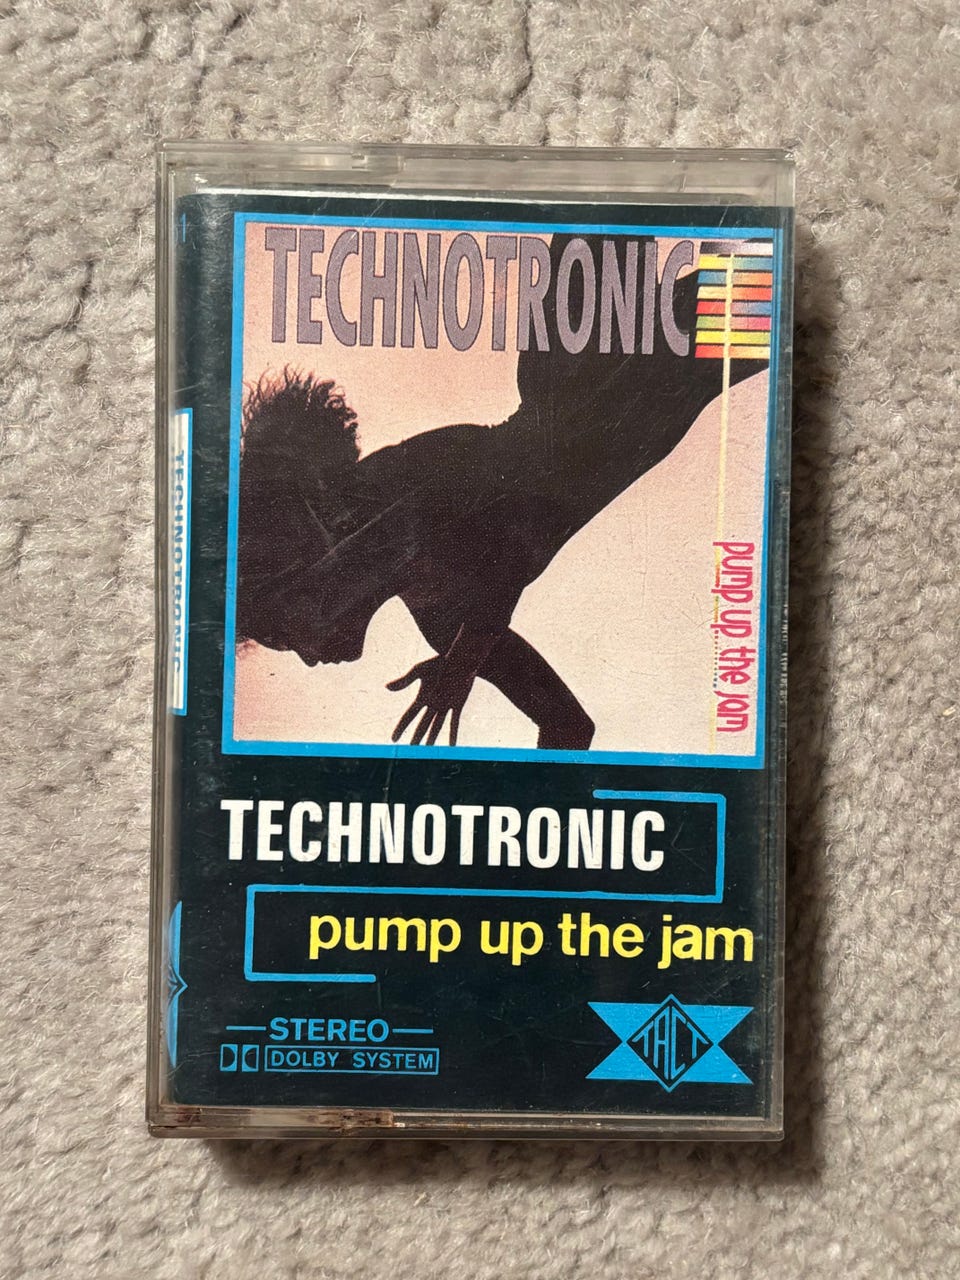 TECHNOTRONIC
pump up the jam
TECHNOTRONIC
TECHNOTRONIC
pump up the jam
STEREO
DOLBY SYSTEM
TACT